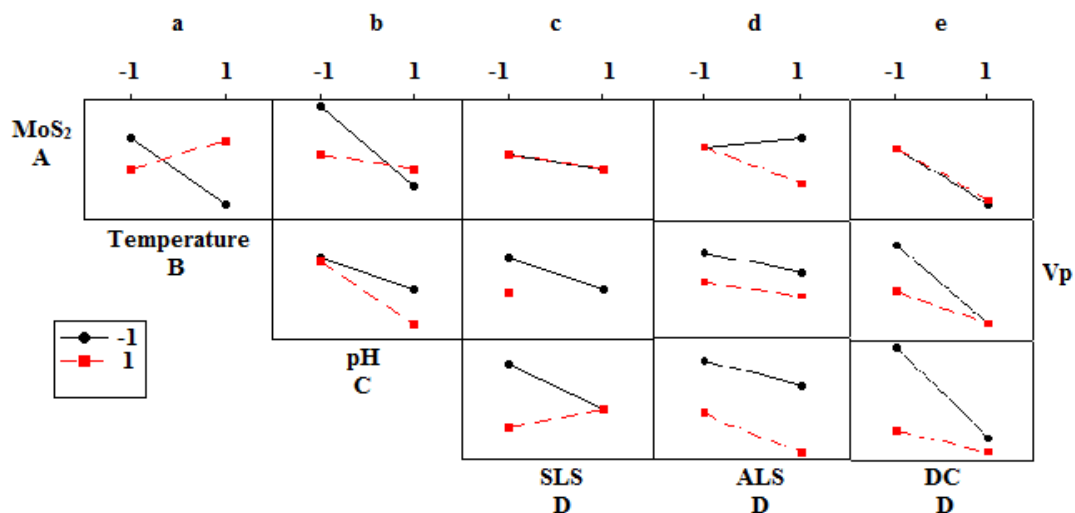 a b c d e
-1 1 -1 1 -1 1 -1 1 -1 1
MoS₂
A
Temperature
B
Vp
-1
1
pH
C
SLS ALS DC
D D D